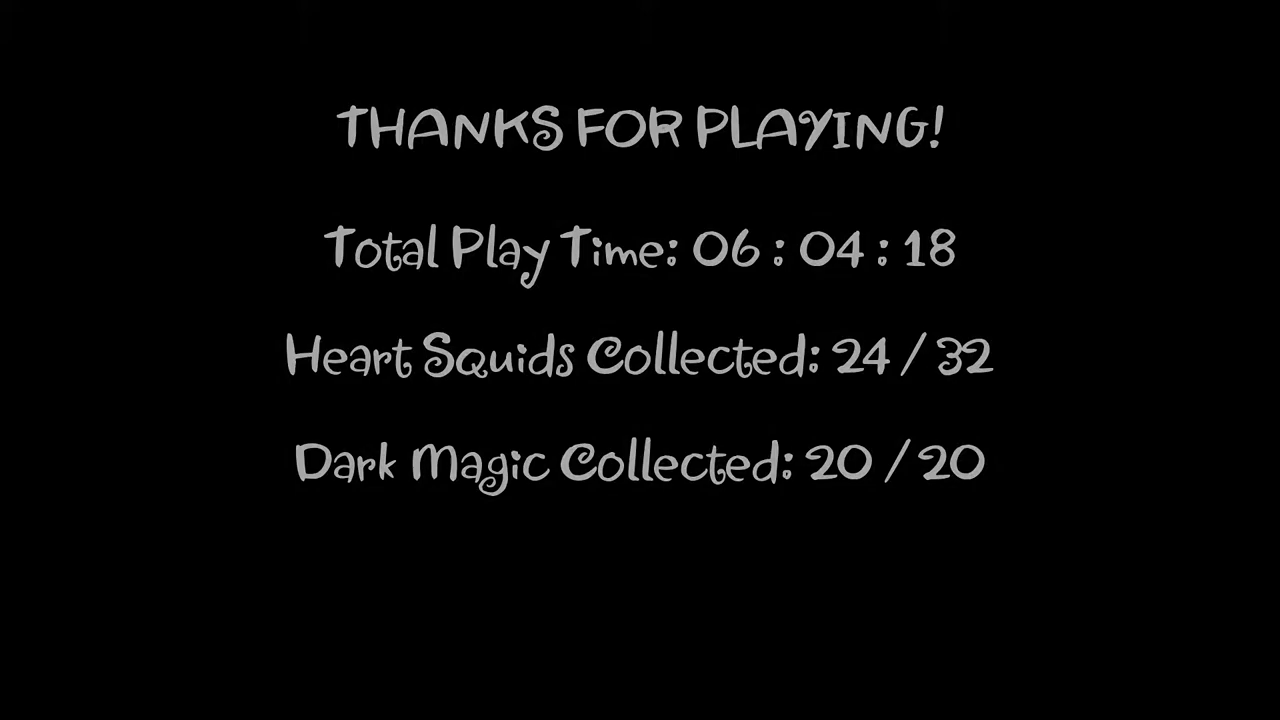 THANKS FOR PLAYING!
Total Play Time: 06 : 04 : 18
Heart Squids Collected: 24 / 32
Dark Magic Collected: 20 / 20